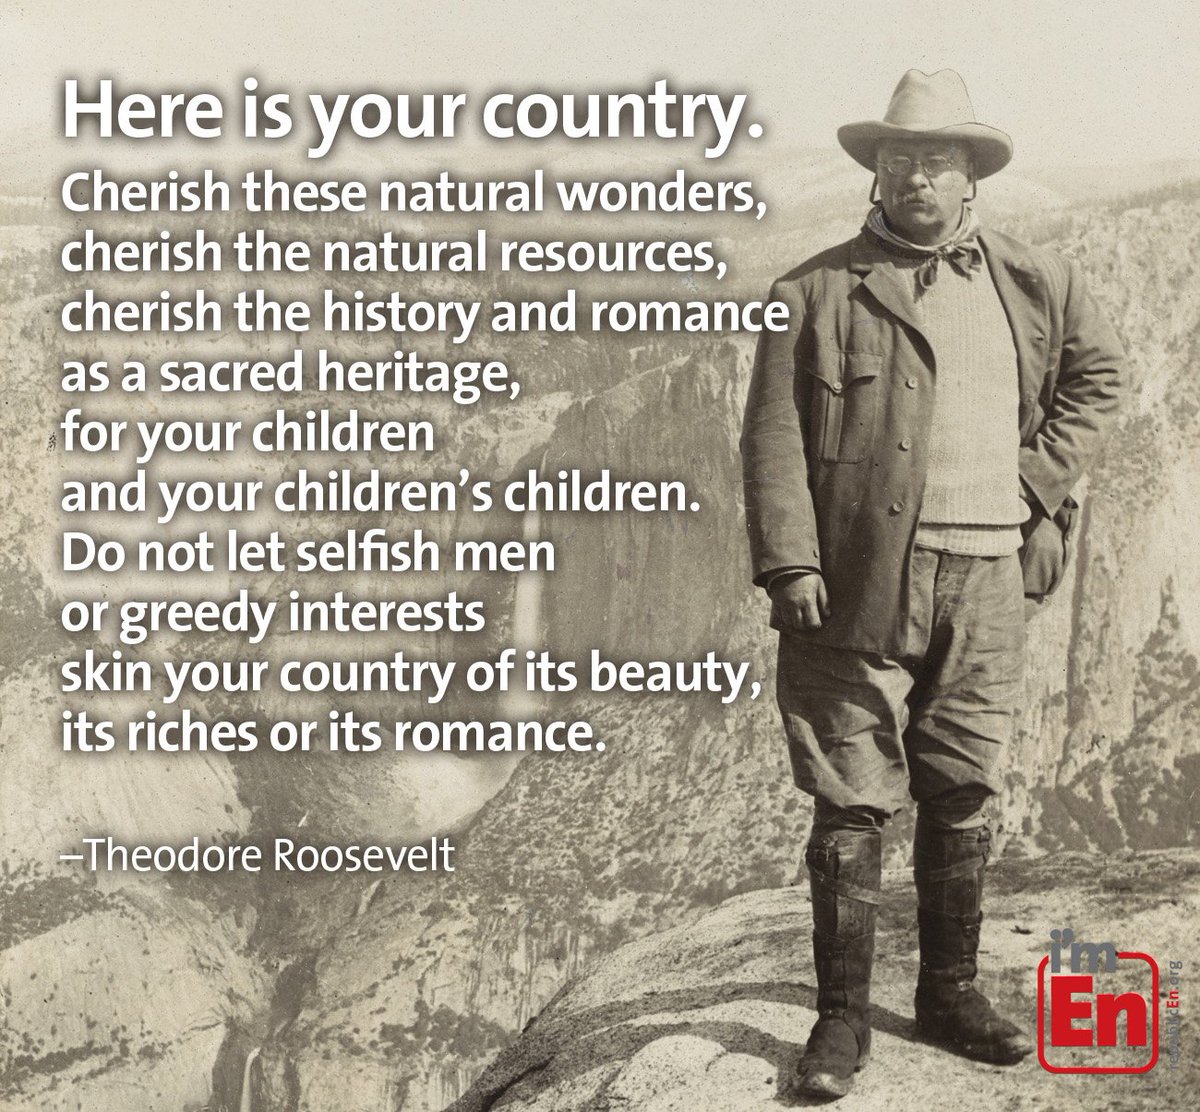 Here is your country.
Cherish these natural wonders,
cherish the natural resources,
cherish the history and romance
as a sacred heritage,
for your children
and your children’s children.
Do not let selfish men
or greedy interests
skin your country of its beauty,
its riches or its romance.
–Theodore Roosevelt
i'm
En